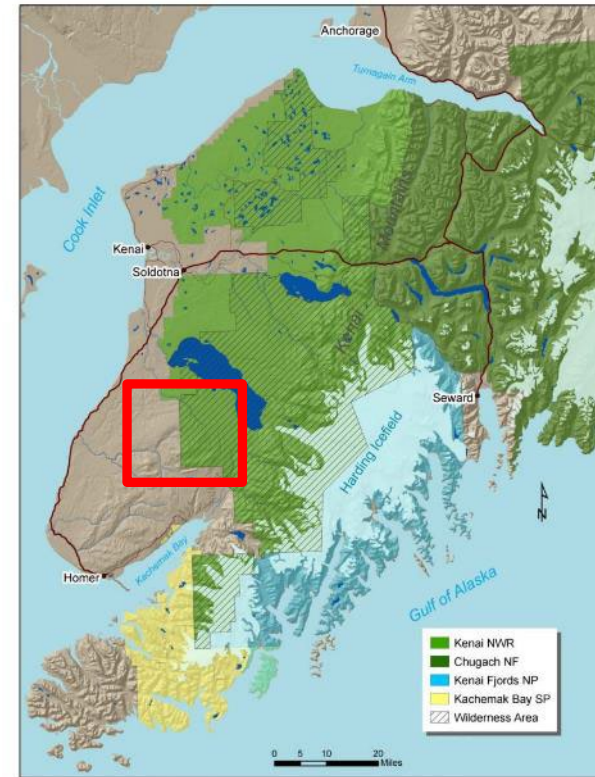 Anchorage
Turnagain Arm
Cook Inlet
Mountains
Kenai
Soldotna
Kenai
Seward
Harding Icefield
Kachemak Bay
Homer
Gulf of Alaska
N
Kenai NWR
Chugach NF
Kenai Fjords NP
Kachemak Bay SP
Wilderness Area
0 5 10 20
Miles